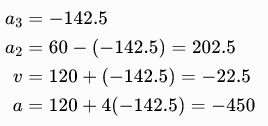 a₃ = −142.5
a₂ = 60 − (−142.5) = 202.5
v = 120 + (−142.5) = −22.5
a = 120 + 4(−142.5) = −450